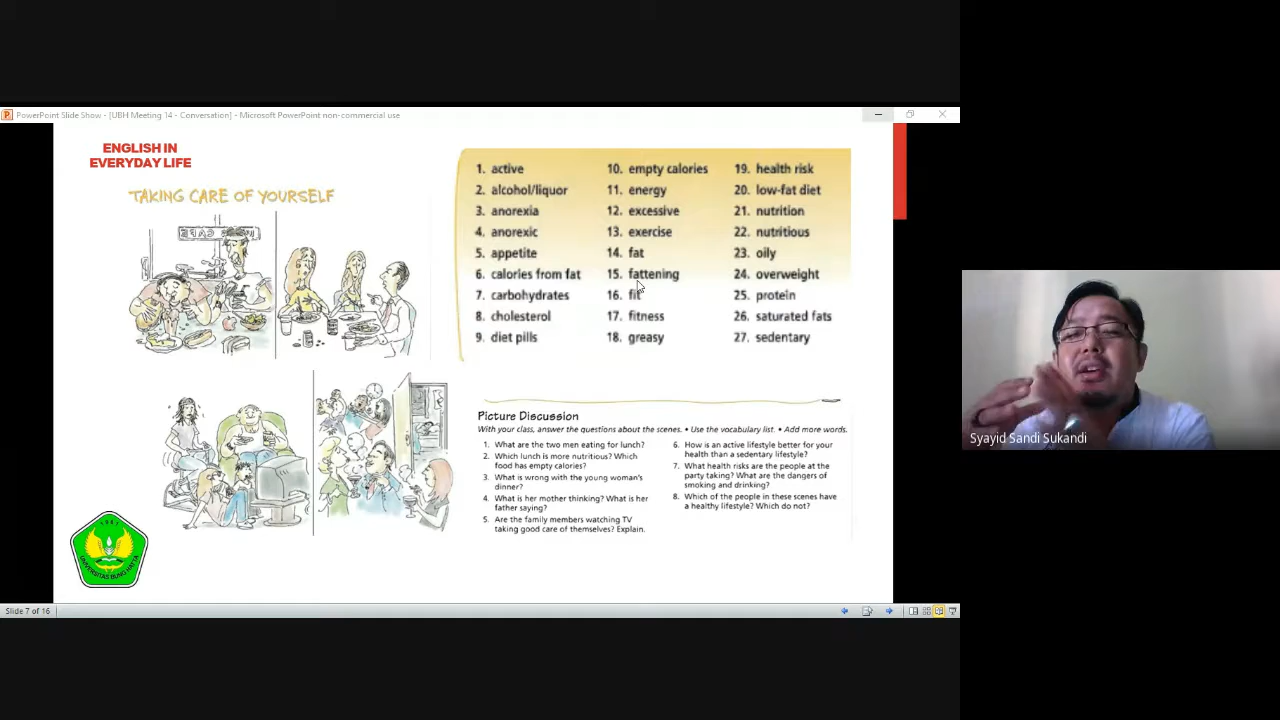 PowerPoint Slide Show - [UBH Meeting 14 - Conversation] - Microsoft PowerPoint non-commercial use
ENGLISH IN
EVERYDAY LIFE
TAKING CARE OF YOURSELF
1. active
2. alcohol/liquor
3. anorexia
4. anorexic
5. appetite
6. calories from fat
7. carbohydrates
8. cholesterol
9. diet pills
10. empty calories
11. energy
12. excessive
13. exercise
14. fat
15. fattening
16. fit
17. fitness
18. greasy
19. health risk
20. low-fat diet
21. nutrition
22. nutritious
23. oily
24. overweight
25. protein
26. saturated fats
27. sedentary
Picture Discussion
With your class, answer the questions about the scenes. • Use the vocabulary list. • Add more words.
1. What are the two men eating for lunch?
2. Which lunch is more nutritious? Which
food has empty calories?
3. What is wrong with the young woman's
dinner?
4. What is her mother thinking? What is her
father saying?
5. Are the family members watching TV
taking good care of themselves? Explain.
6. How is an active lifestyle better for your
health than a sedentary lifestyle?
7. What health risks are the people at the
party taking? What are the dangers of
smoking and drinking?
8. Which of the people in these scenes have
a healthy lifestyle? Which do not?
1981
UNIVERSITAS BUNG HATTA
Slide 7 of 16
Syayid Sandi Sukandi